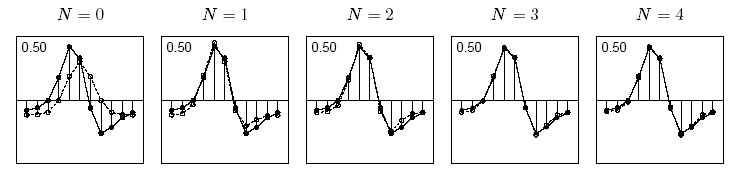 N = 0 N = 1 N = 2 N = 3 N = 4
0.50 0.50 0.50 0.50 0.50